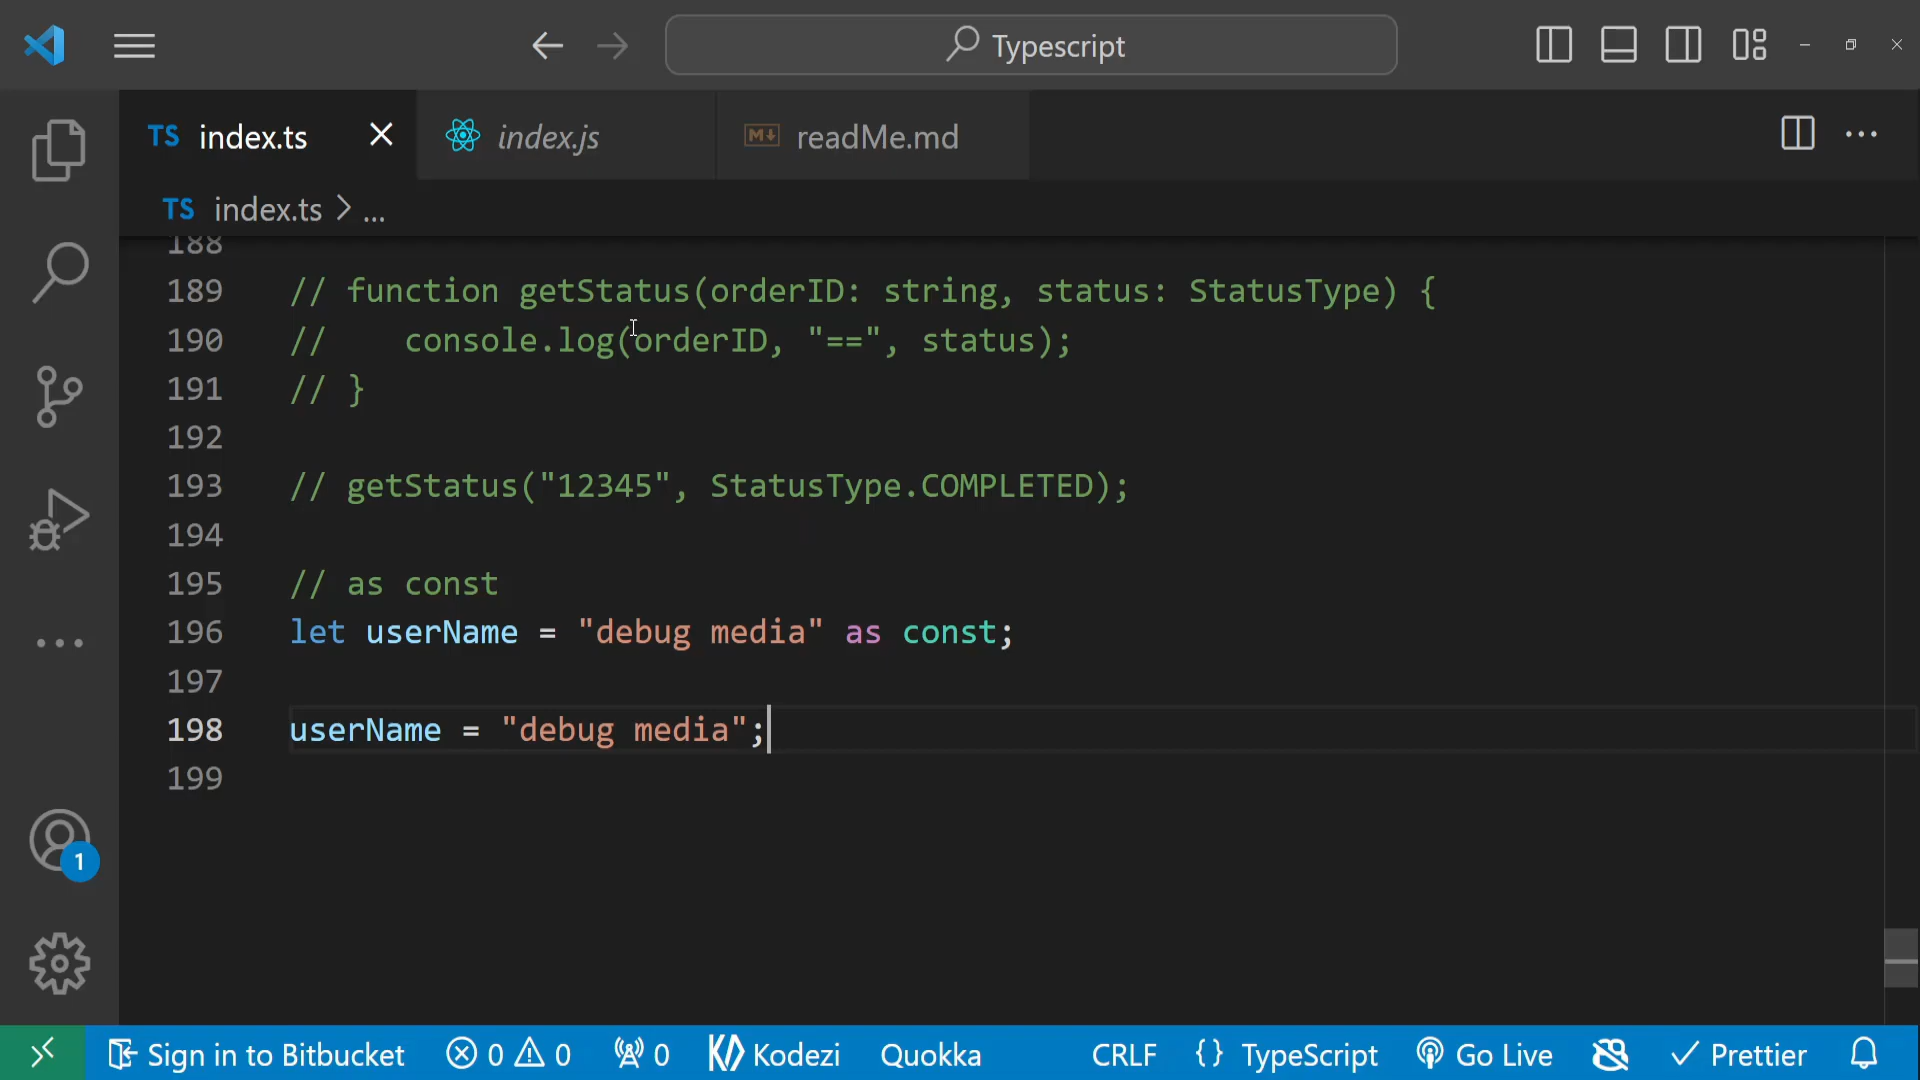 Typescript
TS index.ts
index.js
readMe.md
TS index.ts > ...
188
189 // function getStatus(orderID: string, status: StatusType) {
190 //    console.log(orderID, "==", status);
191 // }
192
193 // getStatus("12345", StatusType.COMPLETED);
194
195 // as const
196 let userName = "debug media" as const;
197
198 userName = "debug media";
199
1
Sign in to Bitbucket 0 0 0 Kodezi Quokka CRLF {} TypeScript Go Live Prettier